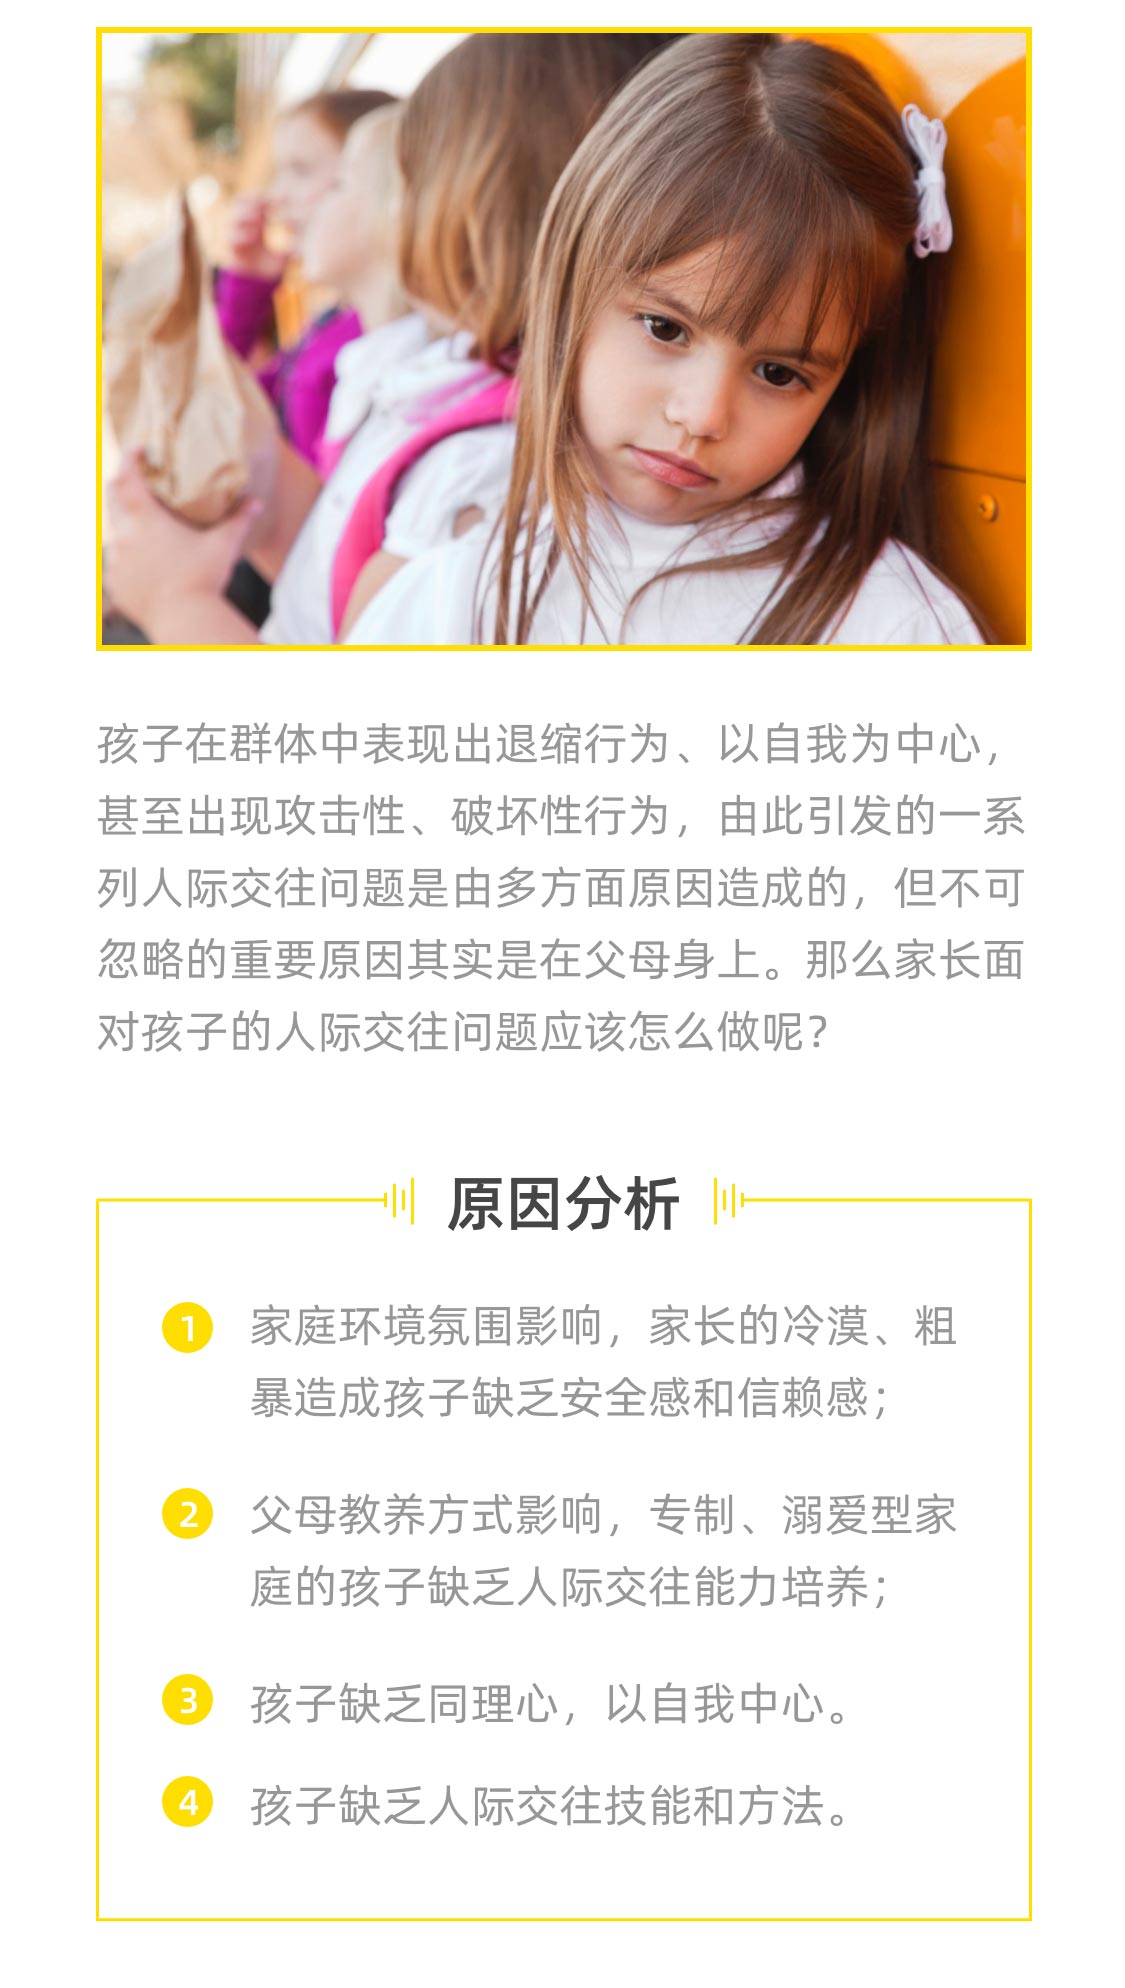 孩子在群体中表现出退缩行为、以自我为中心，
甚至出现攻击性、破坏性行为，由此引发的一系
列人际交往问题是由多方面原因造成的，但不可
忽略的重要原因其实是在父母身上。那么家长面
对孩子的人际交往问题应该怎么做呢？
原因分析
1 家庭环境氛围影响，家长的冷漠、粗
暴造成孩子缺乏安全感和信赖感；
2 父母教养方式影响，专制、溺爱型家
庭的孩子缺乏人际交往能力培养；
3 孩子缺乏同理心，以自我中心。
4 孩子缺乏人际交往技能和方法。